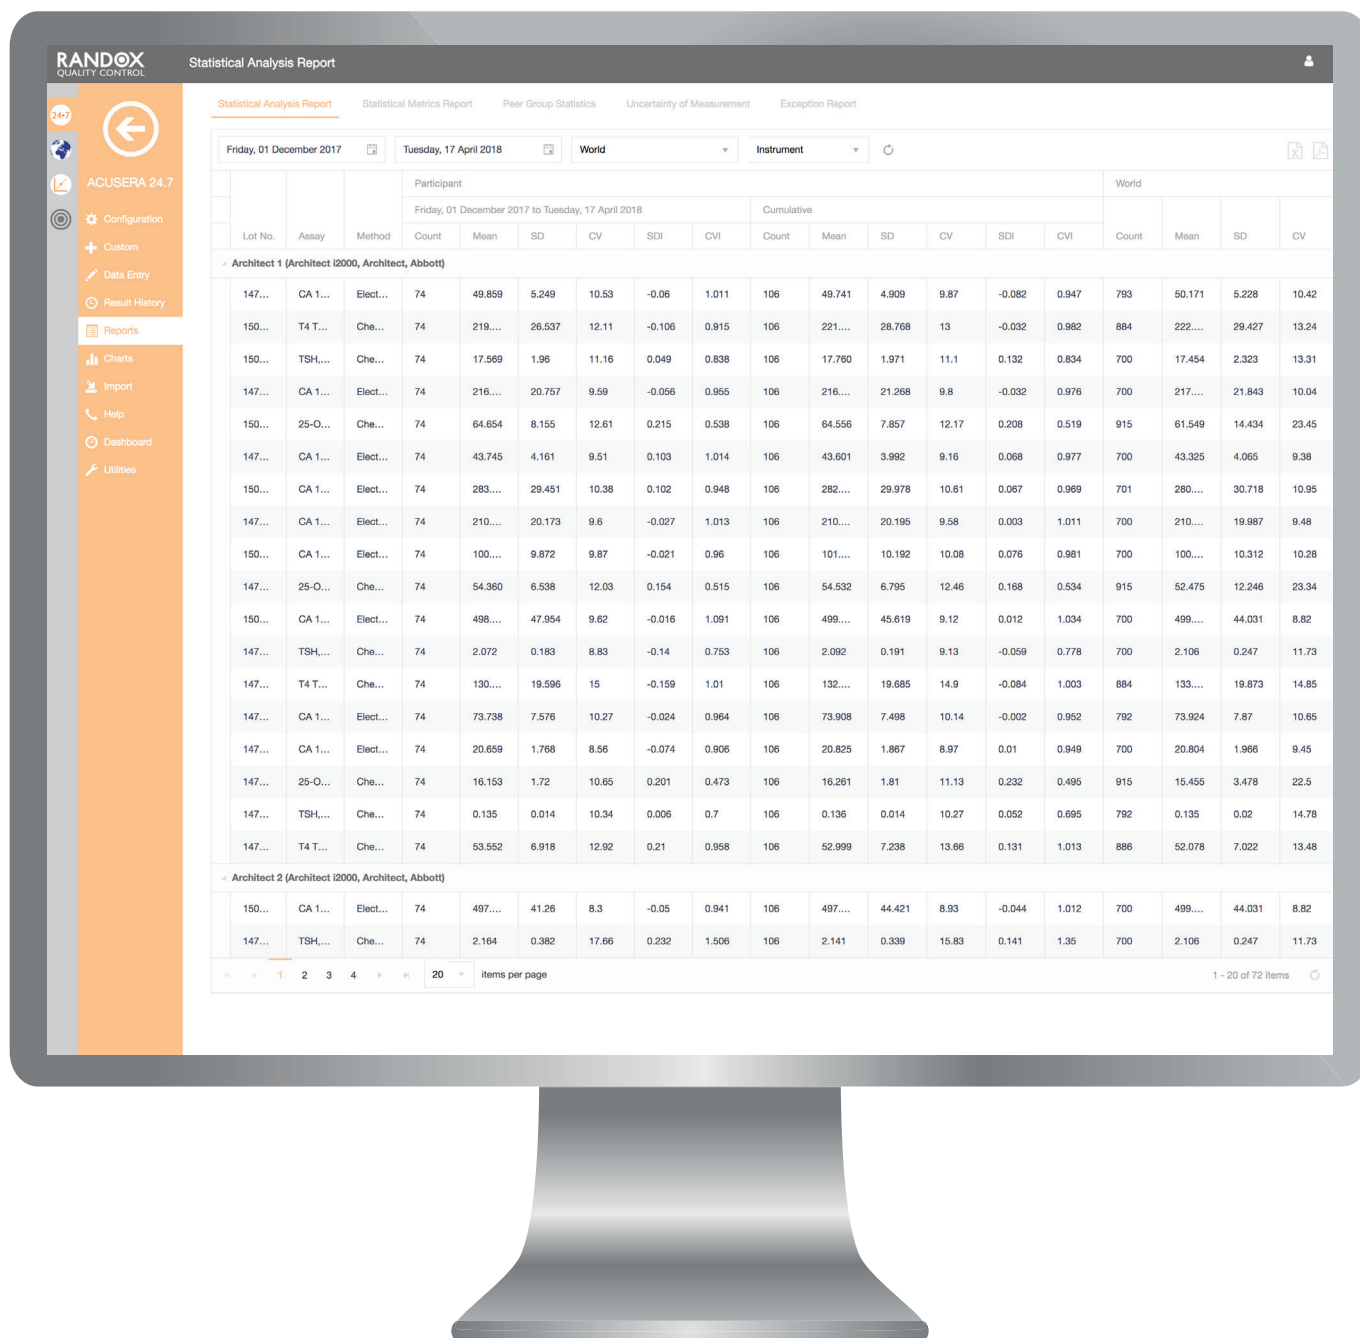 RANDOX
QUALITY CONTROL
Statistical Analysis Report
24•7
ACUSERA 24.7
Configuration
Custom
Data Entry
Result History
Reports
Charts
Import
Help
Dashboard
Utilities
Statistical Analysis Report Statistical Metrics Report Peer Group Statistics Uncertainty of Measurement Exception Report
Friday, 01 December 2017 Tuesday, 17 April 2018 World Instrument
Participant World
Friday, 01 December 2017 to Tuesday, 17 April 2018 Cumulative
Lot No. Assay Method Count Mean SD CV SDI CVI Count Mean SD CV SDI CVI Count Mean SD CV
Architect 1 (Architect i2000, Architect, Abbott)
147... CA 1... Elect... 74 49.859 5.249 10.53 -0.06 1.011 106 49.741 4.909 9.87 -0.082 0.947 793 50.171 5.228 10.42
150... T4 T... Che... 74 219.... 26.537 12.11 -0.106 0.915 106 221.... 28.768 13 -0.032 0.982 884 222.... 29.427 13.24
150... TSH,... Che... 74 17.569 1.96 11.16 0.049 0.838 106 17.760 1.971 11.1 0.132 0.834 700 17.454 2.323 13.31
147... CA 1... Elect... 74 216.... 20.757 9.59 -0.056 0.955 106 216.... 21.268 9.8 -0.032 0.976 700 217.... 21.843 10.04
150... 25-O... Che... 74 64.654 8.155 12.61 0.215 0.538 106 64.556 7.857 12.17 0.208 0.519 915 61.549 14.434 23.45
147... CA 1... Elect... 74 43.745 4.161 9.51 0.103 1.014 106 43.601 3.992 9.16 0.068 0.977 700 43.325 4.065 9.38
150... CA 1... Elect... 74 283.... 29.451 10.38 0.102 0.948 106 282.... 29.978 10.61 0.067 0.969 701 280.... 30.718 10.95
147... CA 1... Elect... 74 210.... 20.173 9.6 -0.027 1.013 106 210.... 20.195 9.58 0.003 1.011 700 210.... 19.987 9.48
150... CA 1... Elect... 74 100.... 9.872 9.87 -0.021 0.96 106 101.... 10.192 10.08 0.076 0.981 700 100.... 10.312 10.28
147... 25-O... Che... 74 54.360 6.538 12.03 0.154 0.515 106 54.532 6.795 12.46 0.168 0.534 915 52.475 12.246 23.34
150... CA 1... Elect... 74 498.... 47.954 9.62 -0.016 1.091 106 499.... 45.619 9.12 0.012 1.034 700 499.... 44.031 8.82
147... TSH,... Che... 74 2.072 0.183 8.83 -0.14 0.753 106 2.092 0.191 9.13 -0.059 0.778 700 2.106 0.247 11.73
147... T4 T... Che... 74 130.... 19.596 15 -0.159 1.01 106 132.... 19.685 14.9 -0.084 1.003 884 133.... 19.873 14.85
147... CA 1... Elect... 74 73.738 7.576 10.27 -0.024 0.964 106 73.908 7.498 10.14 -0.002 0.952 792 73.924 7.87 10.65
147... CA 1... Elect... 74 20.659 1.768 8.56 -0.074 0.906 106 20.825 1.867 8.97 0.01 0.949 700 20.804 1.966 9.45
147... 25-O... Che... 74 16.153 1.72 10.65 0.201 0.473 106 16.261 1.81 11.13 0.232 0.495 915 15.455 3.478 22.5
147... TSH,... Che... 74 0.135 0.014 10.34 0.006 0.7 106 0.136 0.014 10.27 0.052 0.695 792 0.135 0.02 14.78
147... T4 T... Che... 74 53.552 6.918 12.92 0.21 0.958 106 52.999 7.238 13.66 0.131 1.013 886 52.078 7.022 13.48
Architect 2 (Architect i2000, Architect, Abbott)
150... CA 1... Elect... 74 497.... 41.26 8.3 -0.05 0.941 106 497.... 44.421 8.93 -0.044 1.012 700 499.... 44.031 8.82
147... TSH,... Che... 74 2.164 0.382 17.66 0.232 1.506 106 2.141 0.339 15.83 0.141 1.35 700 2.106 0.247 11.73
1 2 3 4 20 items per page 1 - 20 of 72 items